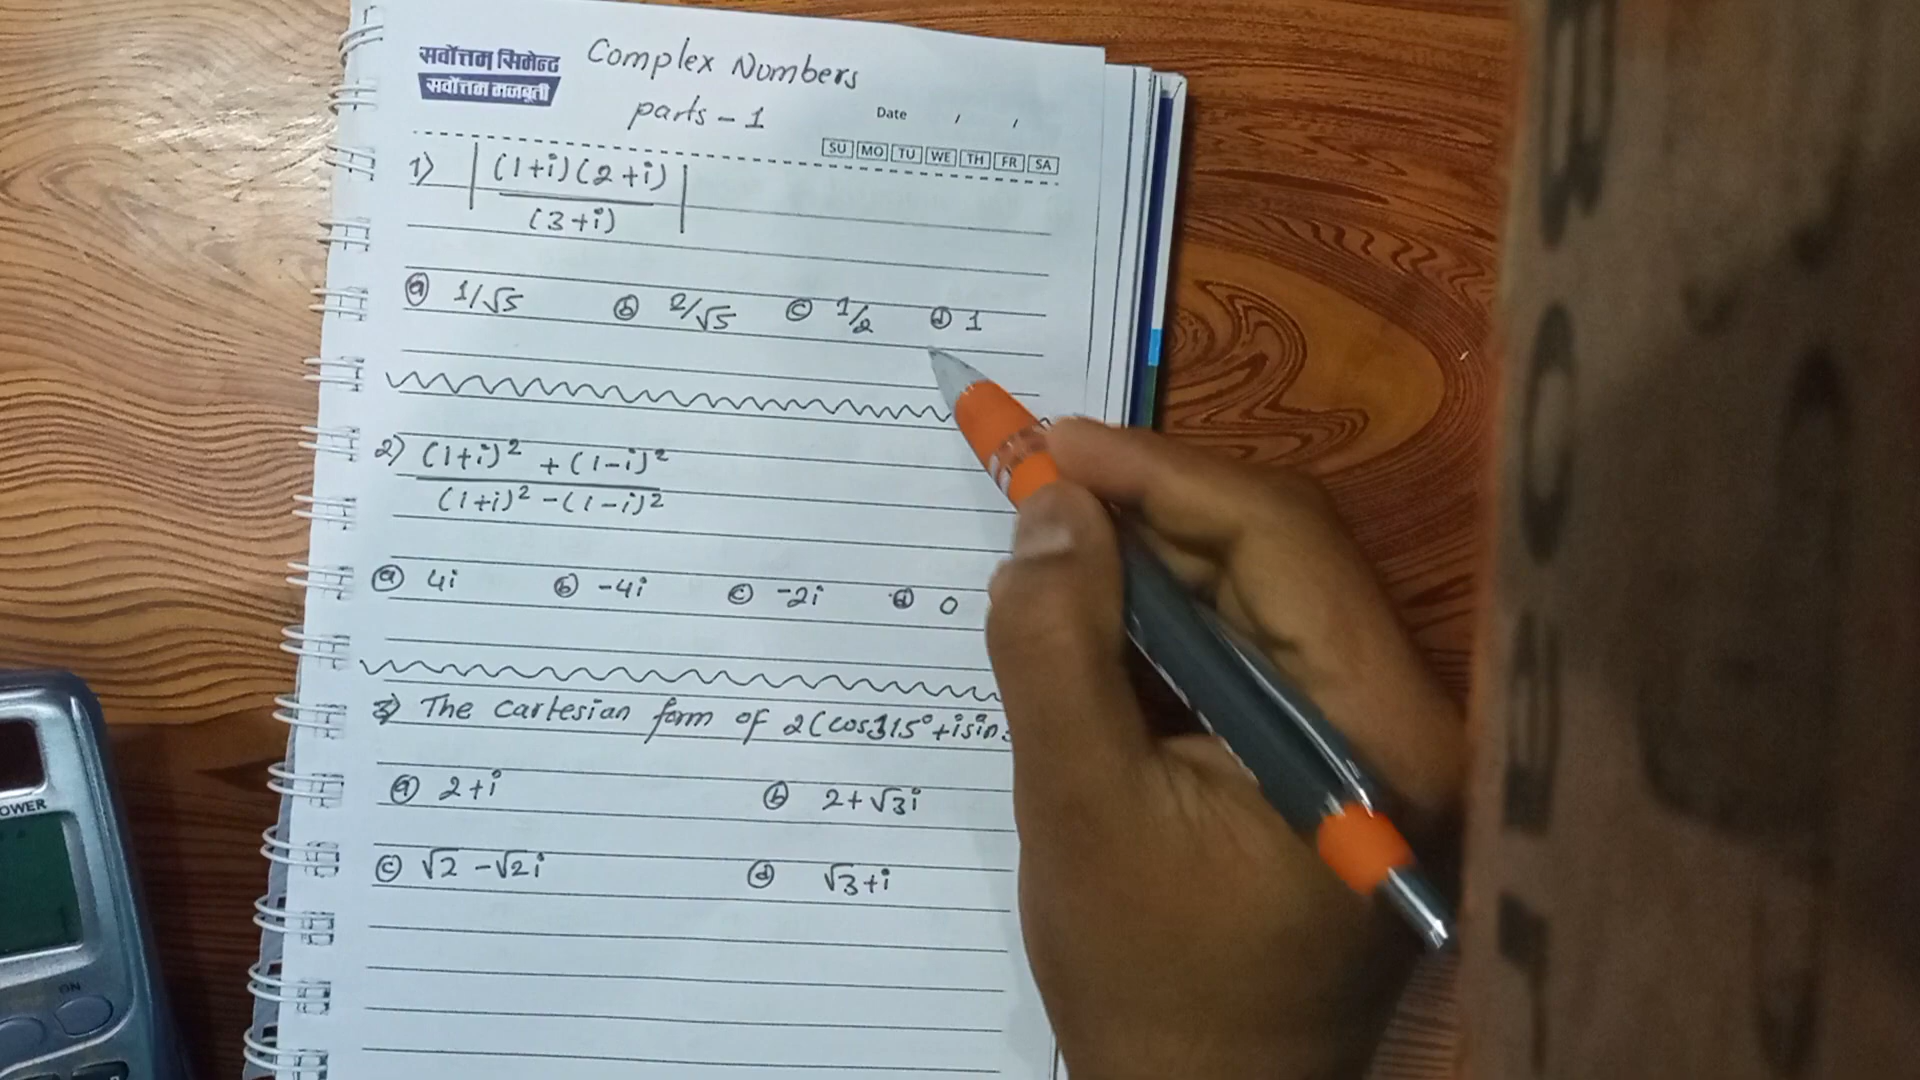 सर्वोत्तम सिमेन्ट
सर्वोत्तम मजबूती
Complex Numbers
parts - 1
Date / /
SU MO TU WE TH FR SA
1) | (1+i)(2+i)
(3+i) |
ⓐ 1/√5 ⓑ 2/√5 ⓒ 1/2 ⓓ 1
2) (1+i)² + (1-i)²
(1+i)² - (1-i)²
ⓐ 4i ⓑ -4i ⓒ -2i ⓓ 0
3) The cartesian form of 2(cos315° + isin
ⓐ 2+i ⓑ 2+√3i
ⓒ √2 - √2i ⓓ √3+i
OWER
ON